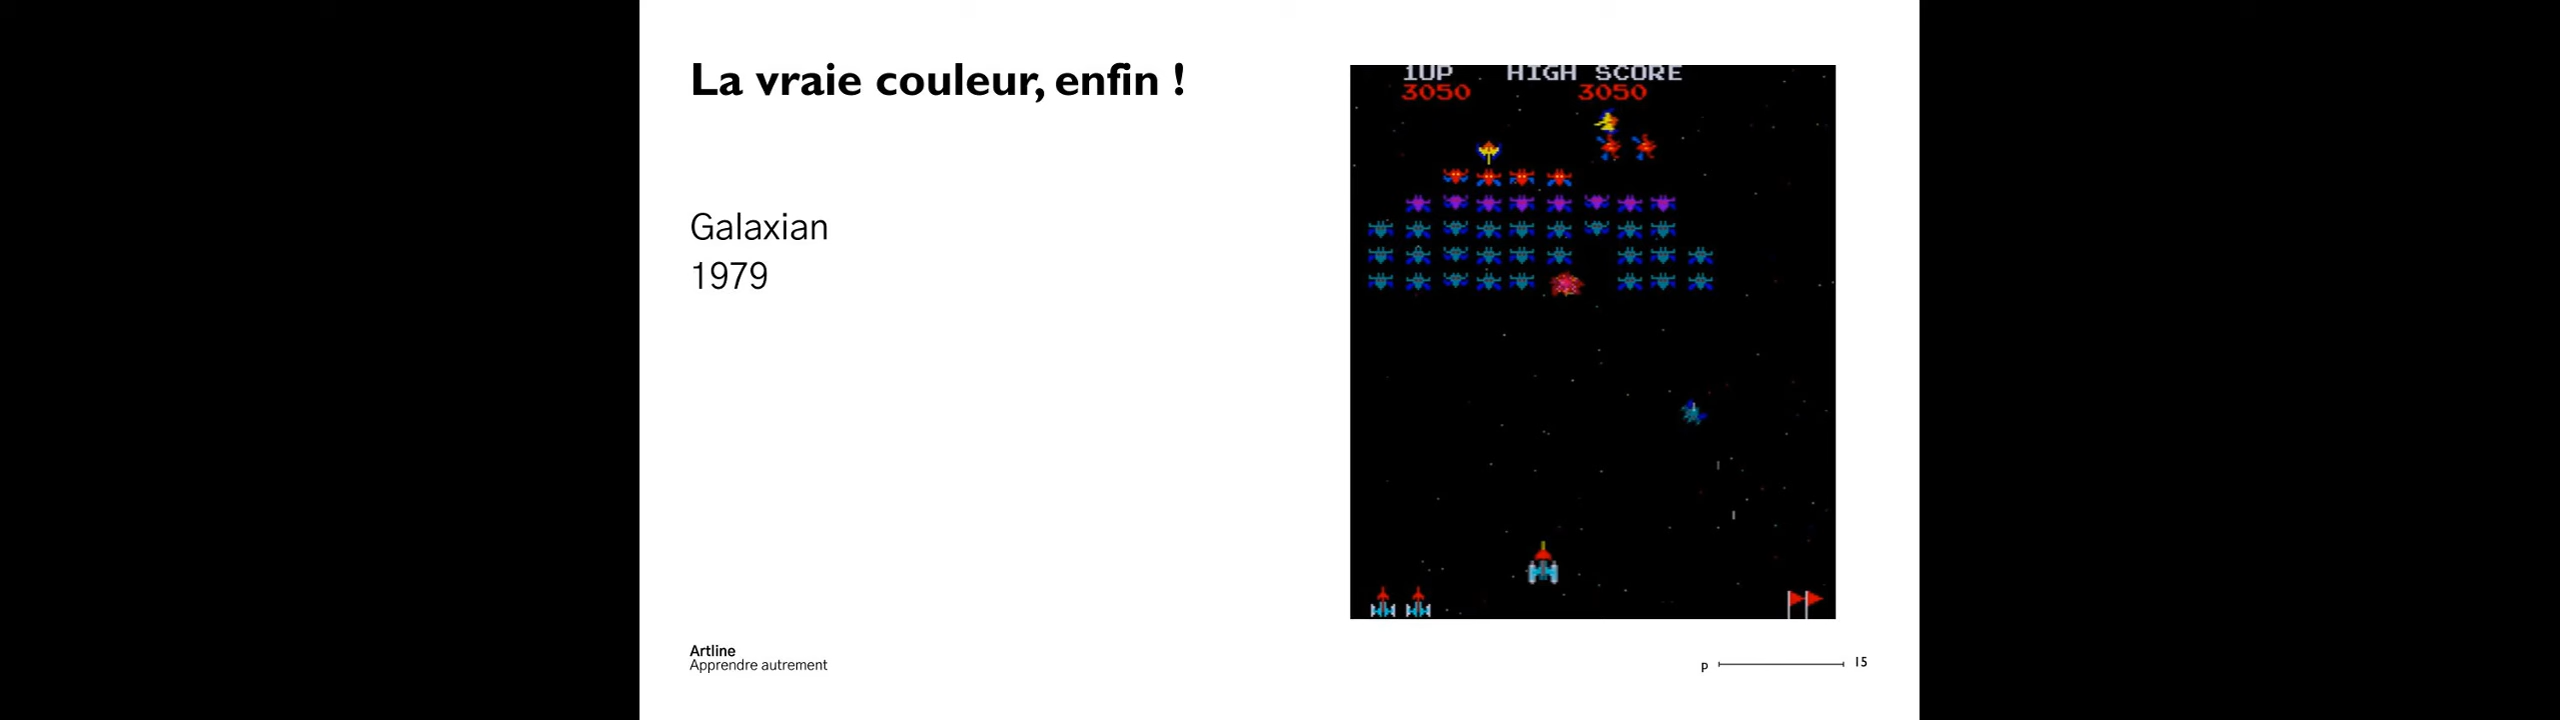 La vraie couleur, enfin !
Galaxian
1979
1UP HIGH SCORE
3050 3050
Artline
Apprendre autrement
P 15